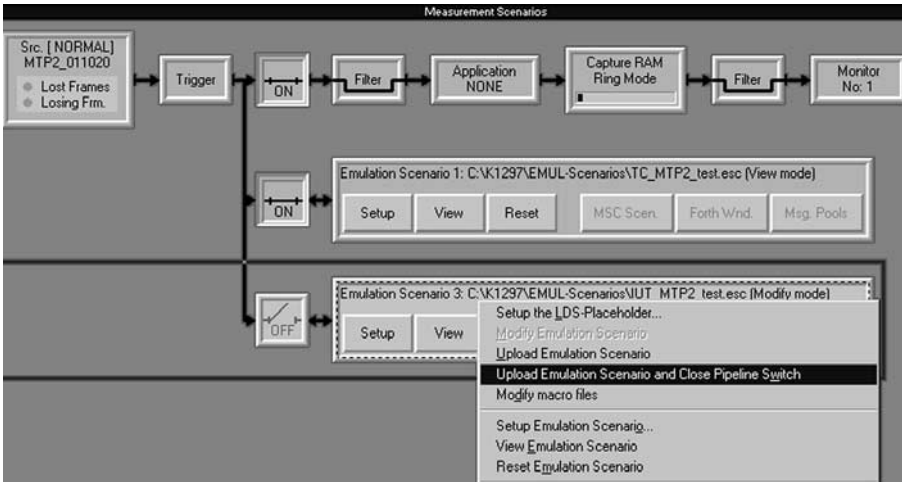 Measurement Scenarios
Src. [ NORMAL]
MTP2_011020
Lost Frames
Losing Frm.
Trigger
ON
Filter
Application
NONE
Capture RAM
Ring Mode
Filter
Monitor
No: 1
Emulation Scenario 1: C:\K1297\EMUL-Scenarios\TC_MTP2_test.esc (View mode)
ON
Setup
View
Reset
MSC Scen.
Forth Wnd.
Msg. Pools
Emulation Scenario 3: C:\K1297\EMUL-Scenarios\IUT_MTP2_test.esc (Modify mode)
OFF
Setup
View
Setup the LDS-Placeholder...
Modify Emulation Scenario
Upload Emulation Scenario
Upload Emulation Scenario and Close Pipeline Switch
Modify macro files
Setup Emulation Scenario...
View Emulation Scenario
Reset Emulation Scenario